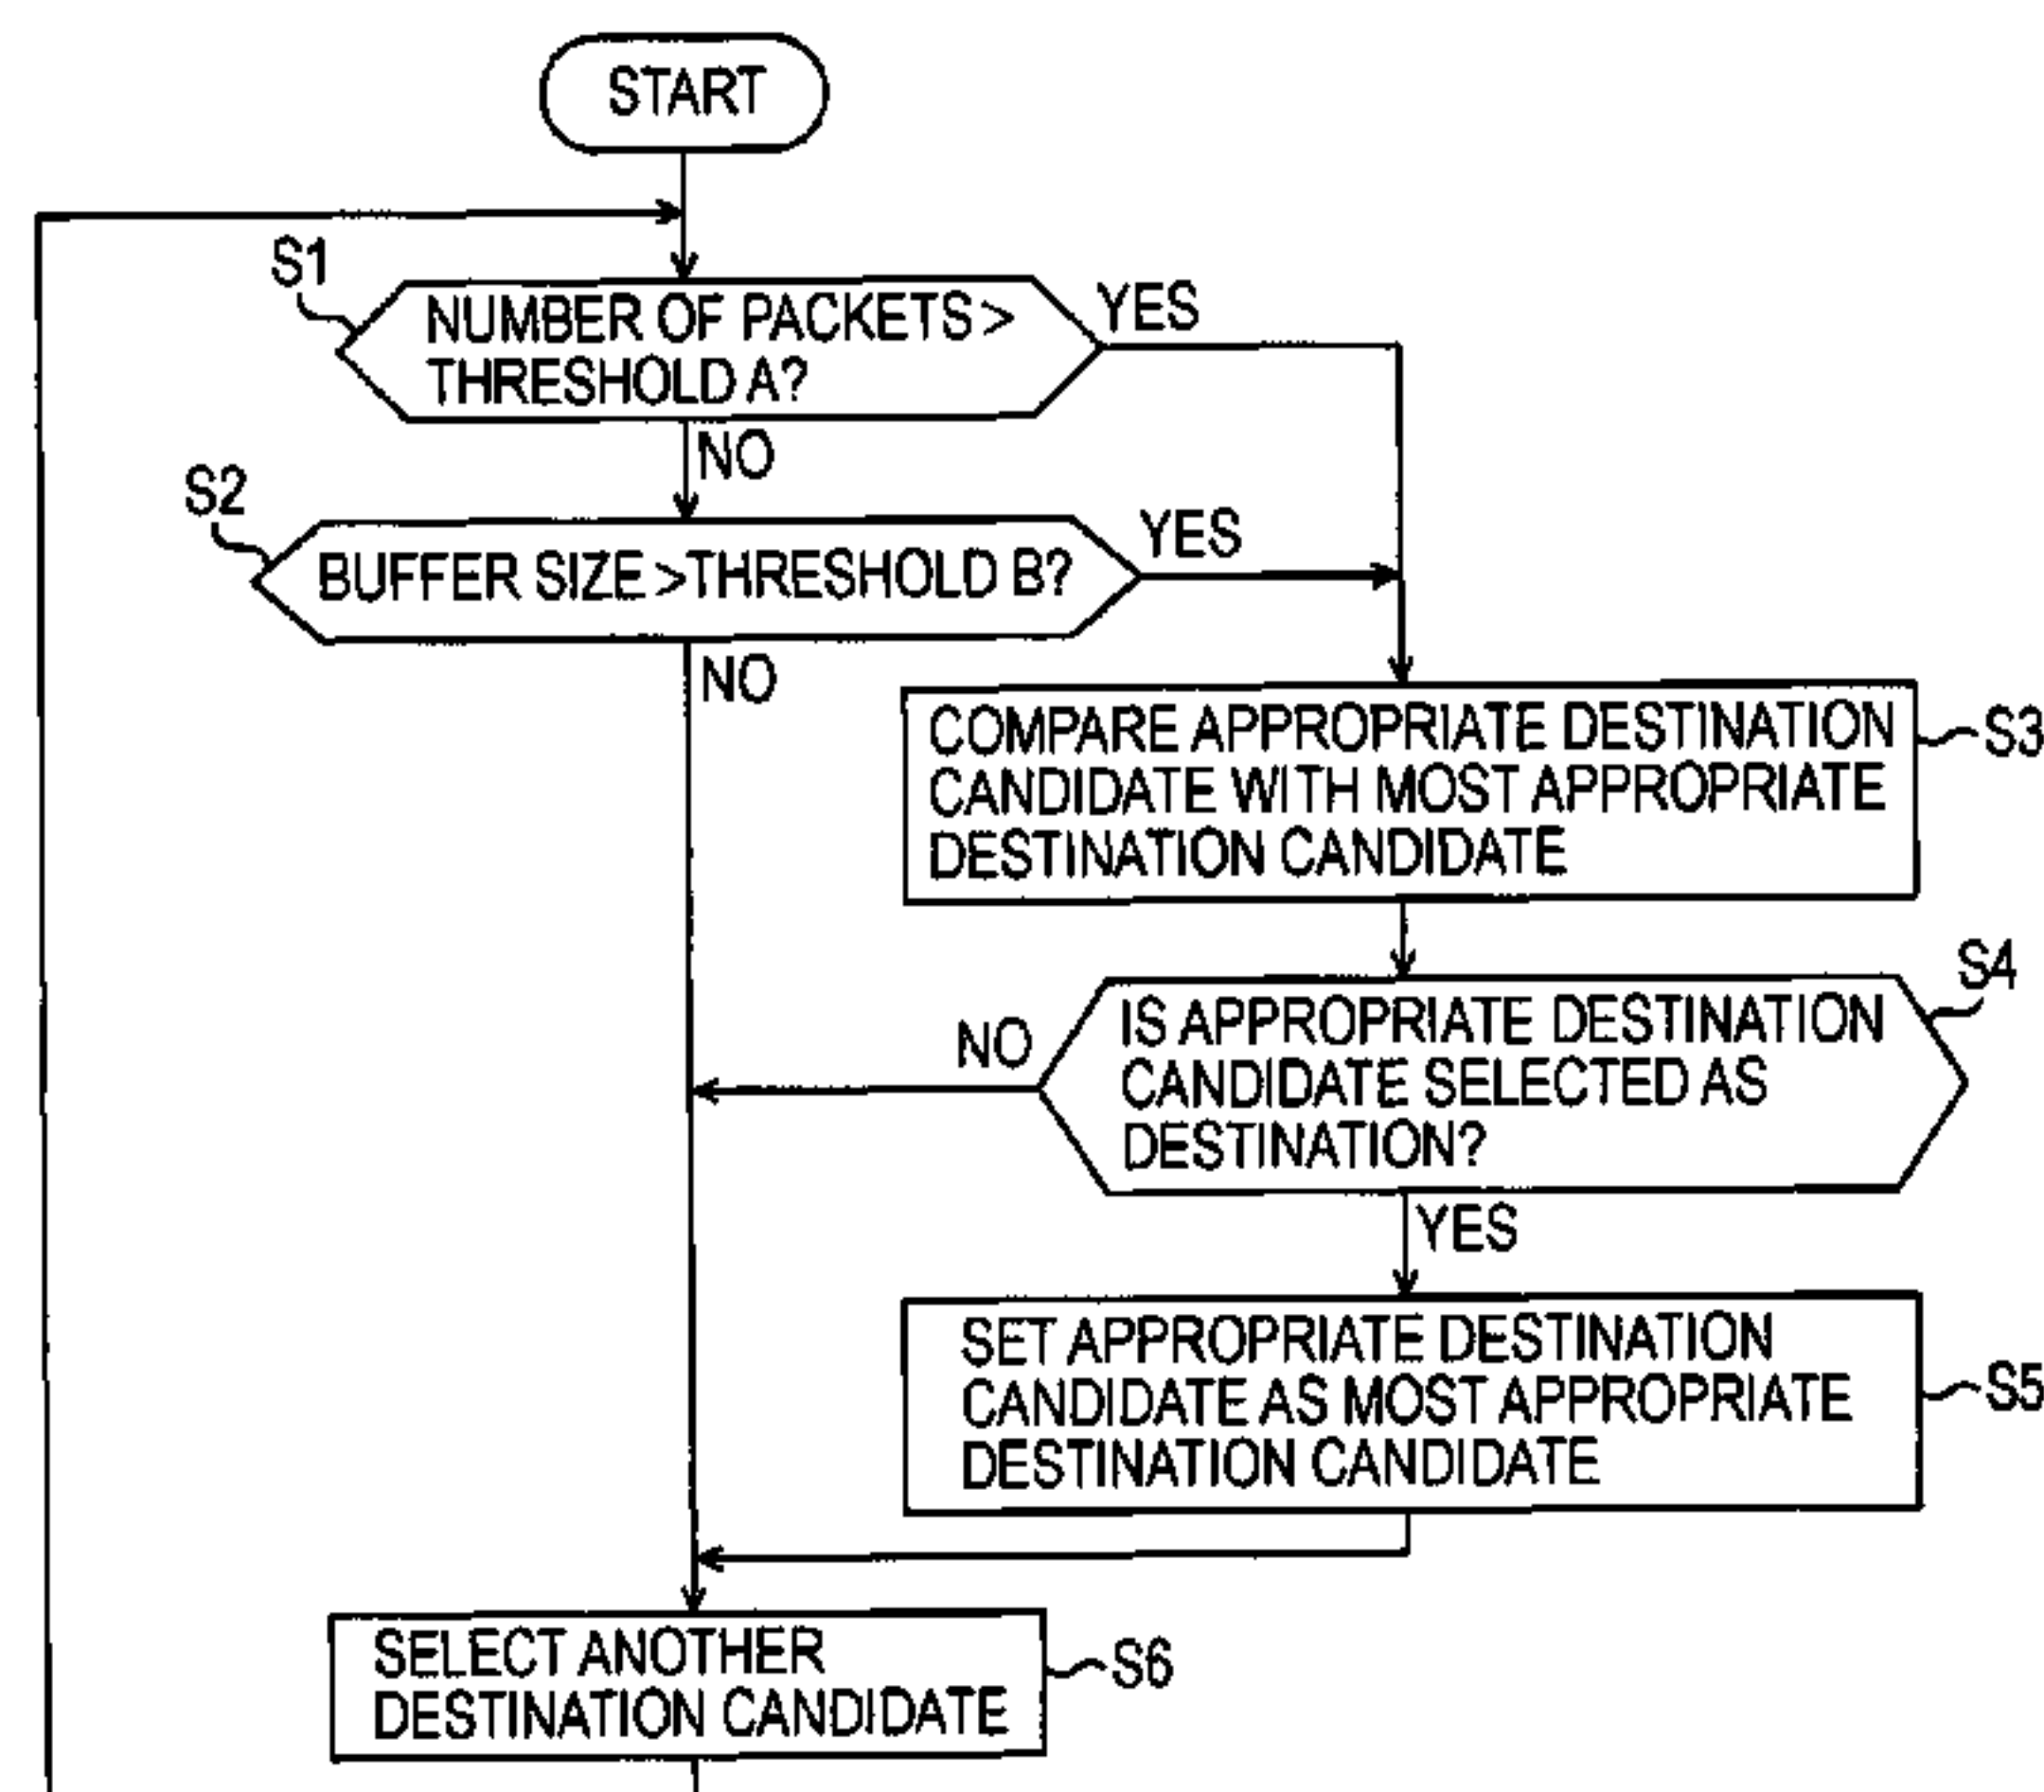 START
S1
NUMBER OF PACKETS >
THRESHOLD A?
YES
NO
S2
BUFFER SIZE >THRESHOLD B?
YES
NO
COMPARE APPROPRIATE DESTINATION
CANDIDATE WITH MOST APPROPRIATE
DESTINATION CANDIDATE
S3
S4
IS APPROPRIATE DESTINATION
CANDIDATE SELECTED AS
DESTINATION?
NO
YES
SET APPROPRIATE DESTINATION
CANDIDATE AS MOST APPROPRIATE
DESTINATION CANDIDATE
S5
SELECT ANOTHER
DESTINATION CANDIDATE
S6